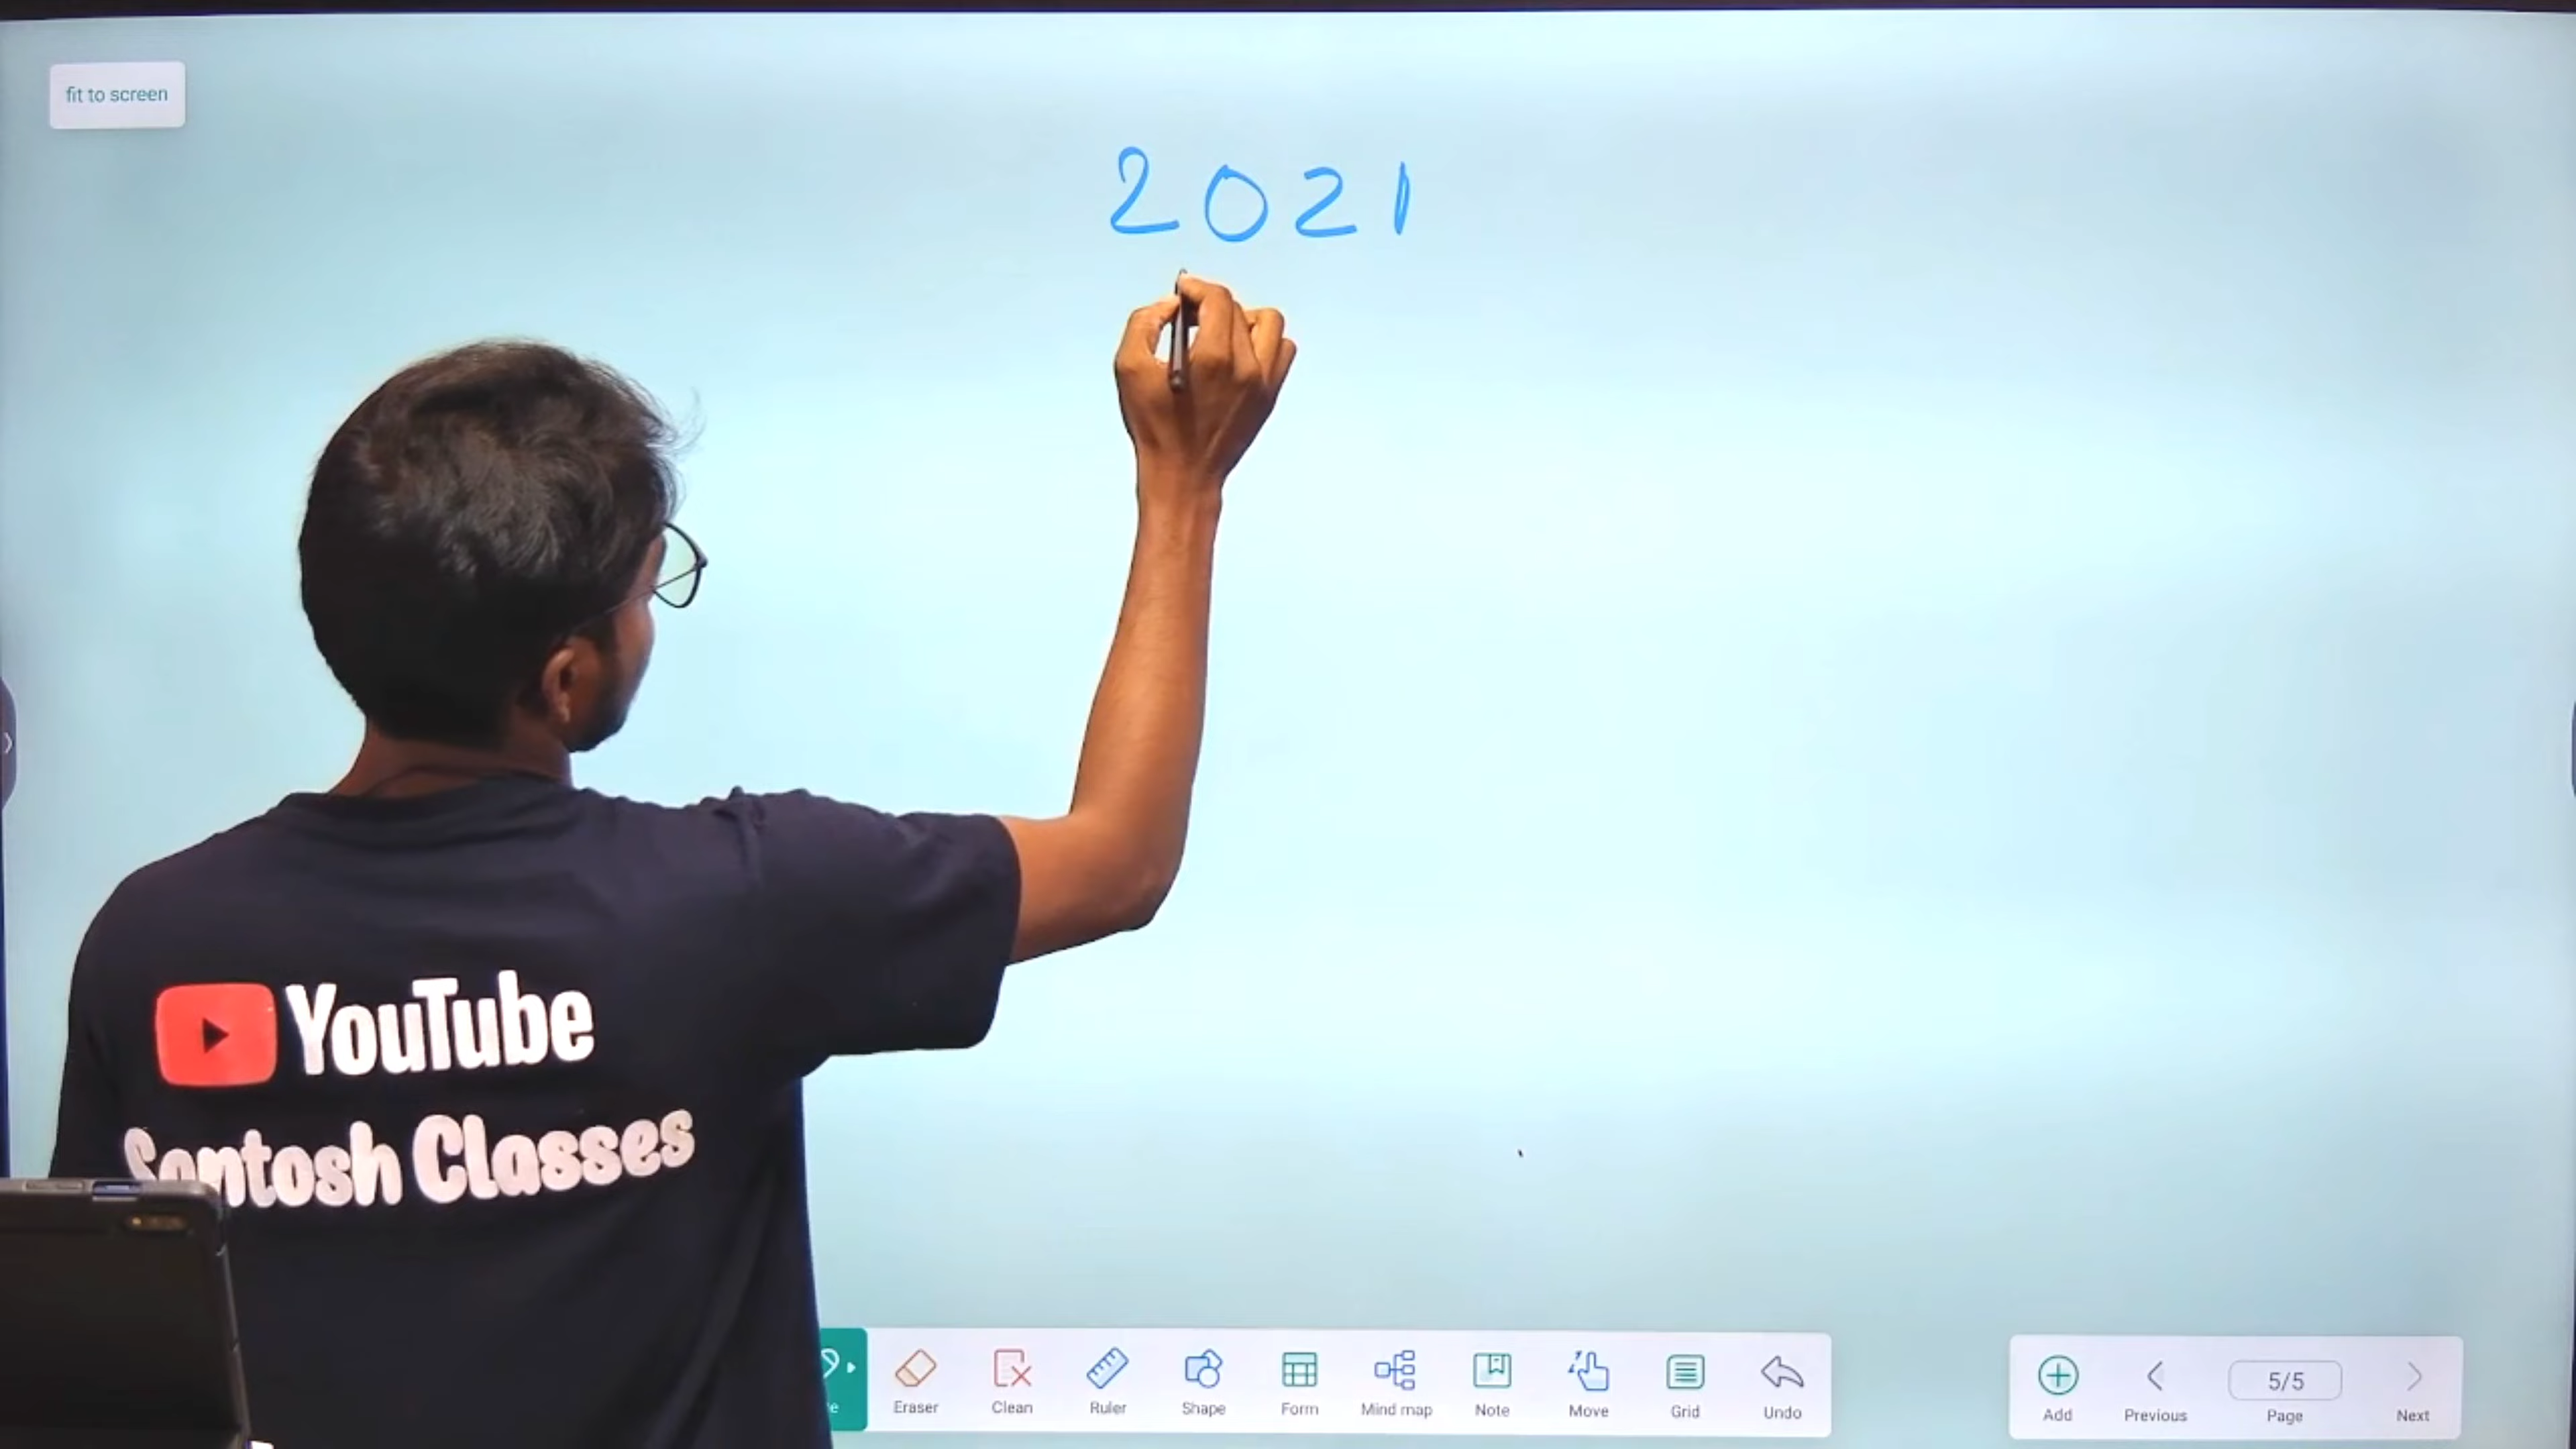 fit to screen
2021
YouTube
Santosh Classes
Eraser
Clean
Ruler
Shape
Form
Mind map
Note
Move
Grid
Undo
Add
Previous
5/5
Page
Next